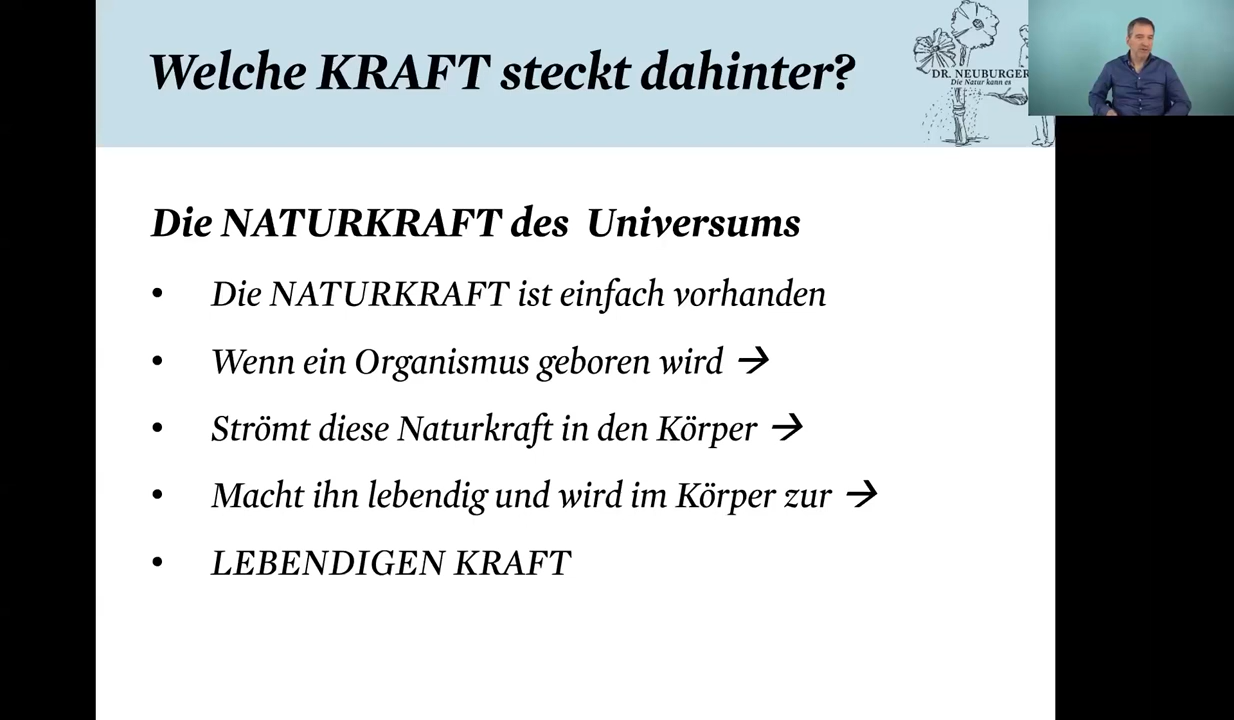 Welche KRAFT steckt dahinter?
DR. NEUBURGER
Die Natur kann es
Die NATURKRAFT des Universums
• Die NATURKRAFT ist einfach vorhanden
• Wenn ein Organismus geboren wird →
• Strömt diese Naturkraft in den Körper →
• Macht ihn lebendig und wird im Körper zur →
• LEBENDIGEN KRAFT